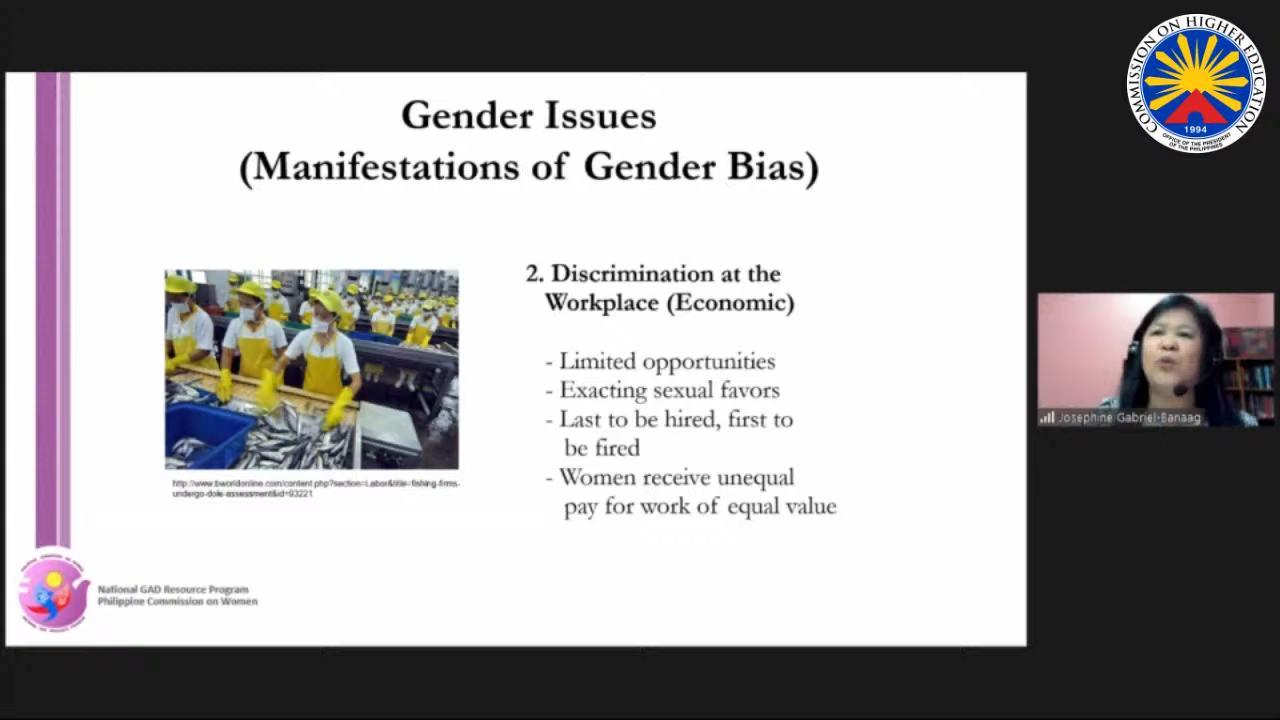 Gender Issues
(Manifestations of Gender Bias)
2. Discrimination at the
Workplace (Economic)
- Limited opportunities
- Exacting sexual favors
- Last to be hired, first to
be fired
- Women receive unequal
pay for work of equal value
http://www.bworldonline.com/content.php?section=Labor&title=fishing-firms-
undergo-dole-assessment&id=93221
National GAD Resource Program
Philippine Commission on Women
COMMISSION ON HIGHER EDUCATION
1994
OFFICE OF THE PRESIDENT
OF THE PHILIPPINES
Josephine Gabriel-Banaag